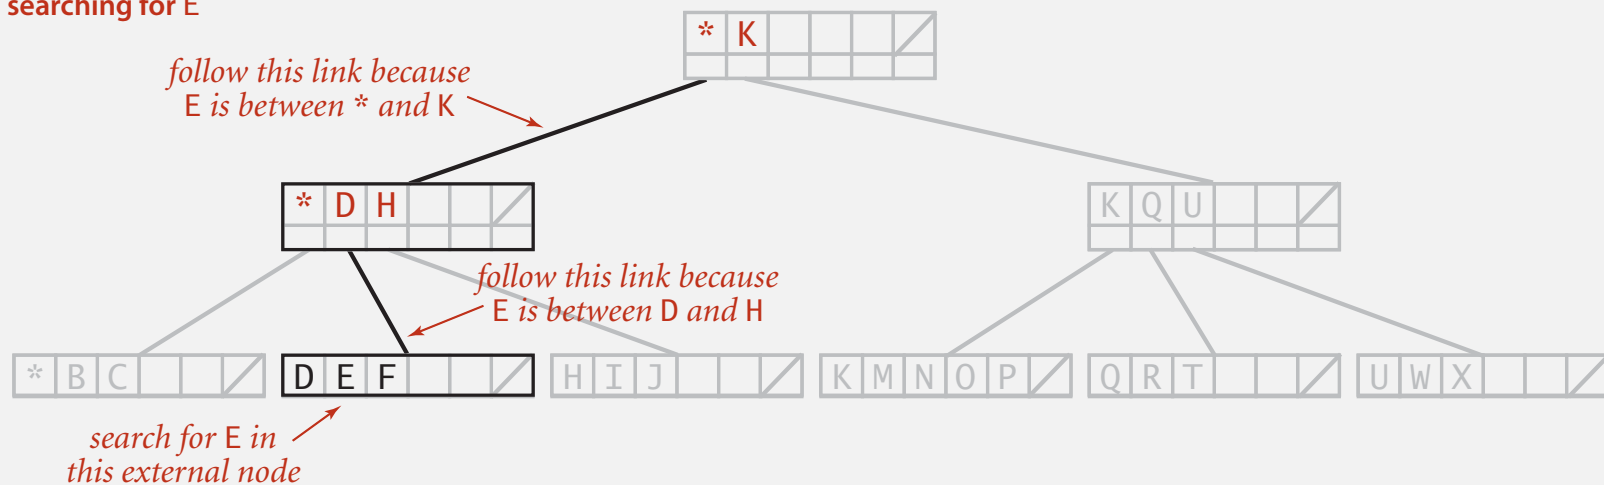 searching for E
* K
follow this link because
E is between * and K
* D H
K Q U
follow this link because
E is between D and H
* B C
D E F
H I J
K M N O P
Q R T
U W X
search for E in
this external node